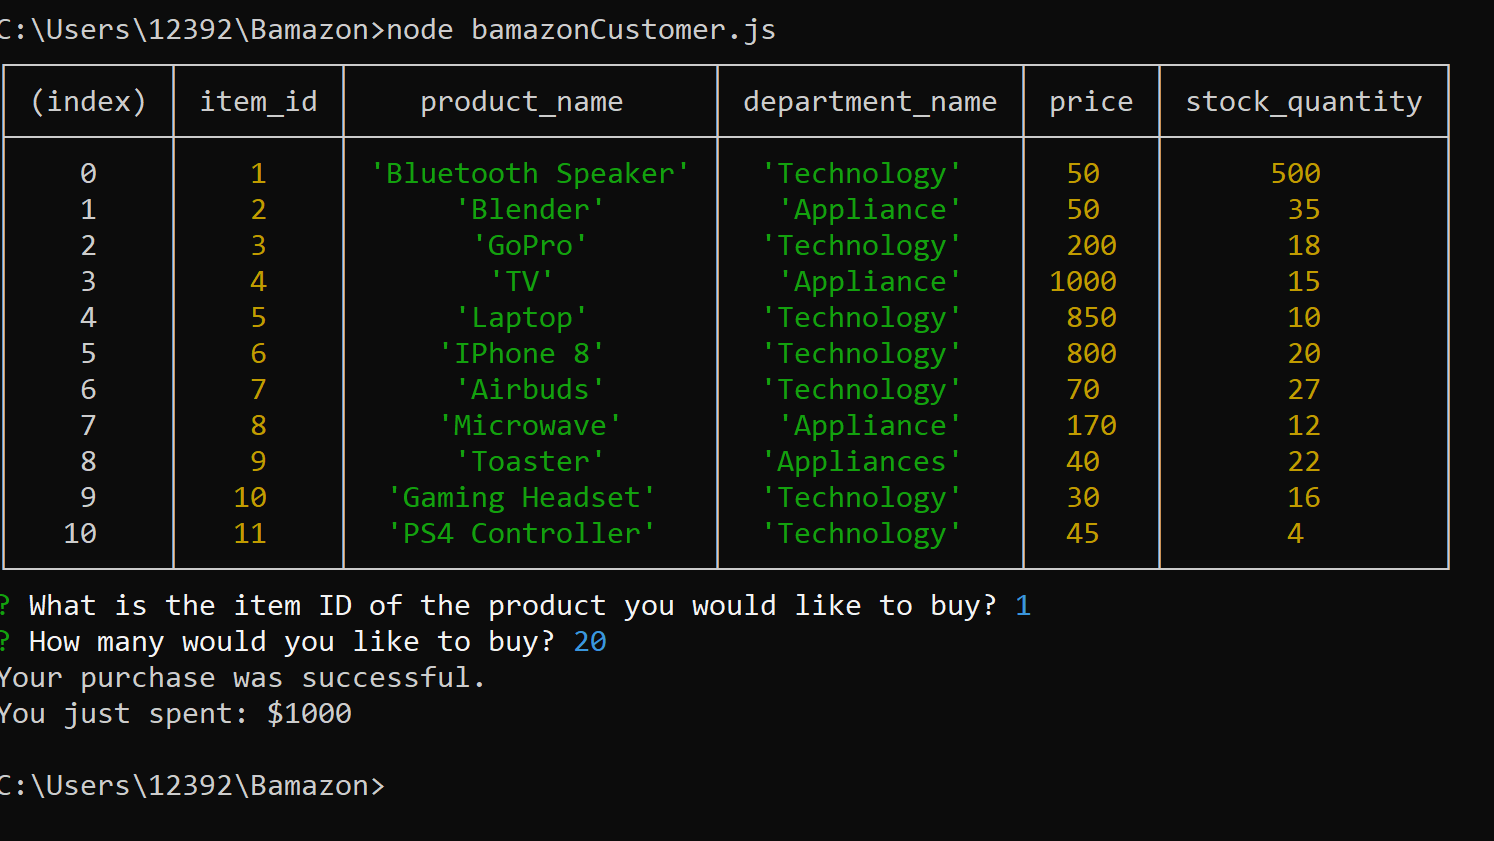 C:\Users\12392\Bamazon>node bamazonCustomer.js
(index) item_id product_name department_name price stock_quantity
0 1 'Bluetooth Speaker' 'Technology' 50 500
1 2 'Blender' 'Appliance' 50 35
2 3 'GoPro' 'Technology' 200 18
3 4 'TV' 'Appliance' 1000 15
4 5 'Laptop' 'Technology' 850 10
5 6 'IPhone 8' 'Technology' 800 20
6 7 'Airbuds' 'Technology' 70 27
7 8 'Microwave' 'Appliance' 170 12
8 9 'Toaster' 'Appliances' 40 22
9 10 'Gaming Headset' 'Technology' 30 16
10 11 'PS4 Controller' 'Technology' 45 4
? What is the item ID of the product you would like to buy? 1
? How many would you like to buy? 20
Your purchase was successful.
You just spent: $1000
C:\Users\12392\Bamazon>